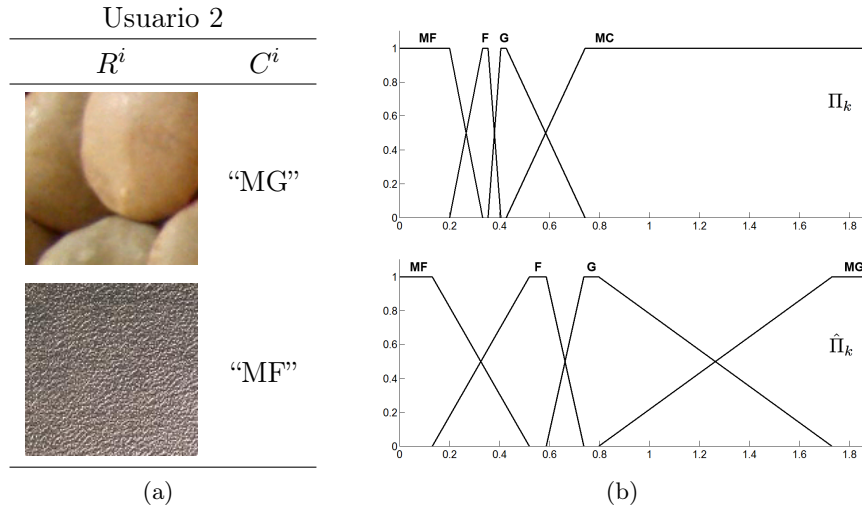 Usuario 2
R^i C^i
“MG”
“MF”
(a)
MF F G MC
1
0.8
0.6
0.4
0.2
0
Π_k
0 0.2 0.4 0.6 0.8 1 1.2 1.4 1.6 1.8
MF F G MG
1
0.8
0.6
0.4
0.2
0
Π̂_k
0 0.2 0.4 0.6 0.8 1 1.2 1.4 1.6 1.8
(b)